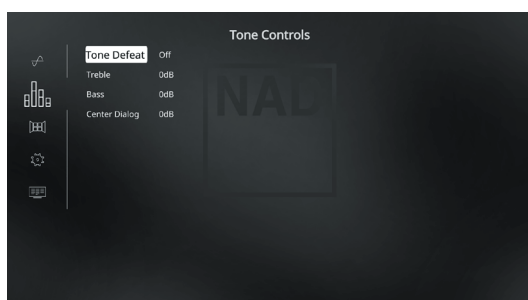 Tone Controls
Tone Defeat Off
Treble 0dB
Bass 0dB
Center Dialog 0dB
NAD